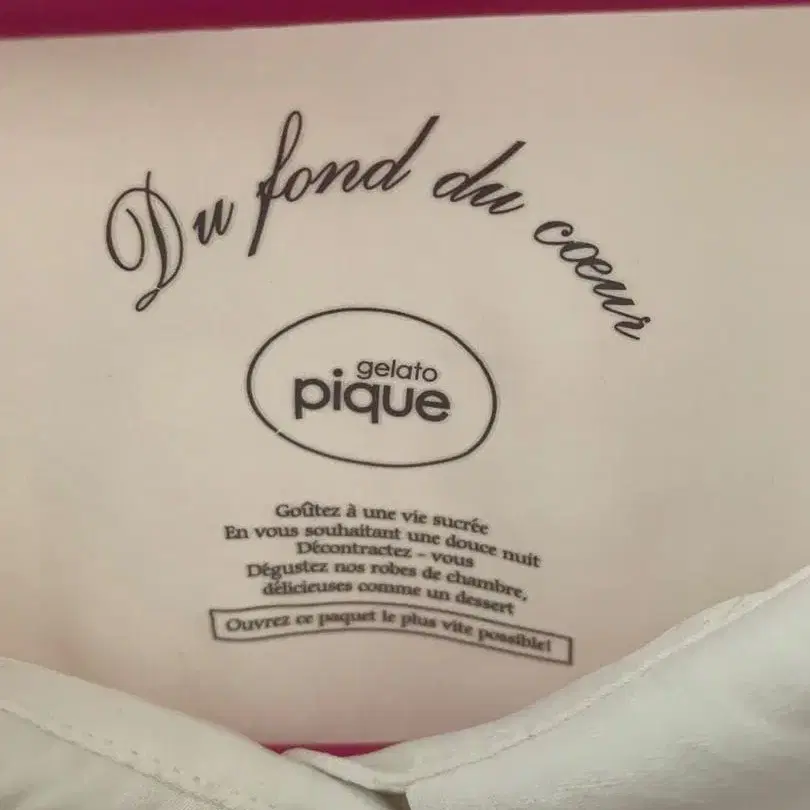 Du fond du cœur
gelato
pique
Goûtez à une vie sucrée
En vous souhaitant une douce nuit
Décontractez - vous
Dégustez nos robes de chambre,
délicieuses comme un dessert
Ouvrez ce paquet le plus vite possible!